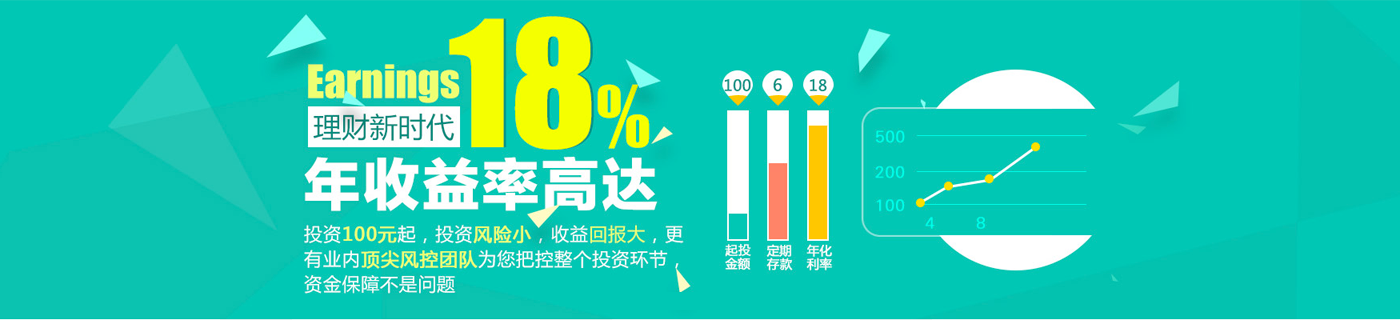 Earnings
18%
理财新时代
年收益率高达
投资100元起，投资风险小，收益回报大，更
有业内顶尖风控团队为您把控整个投资环节，
资金保障不是问题
100
6
18
起投
金额
定期
存款
年化
利率
500
200
100
4
8